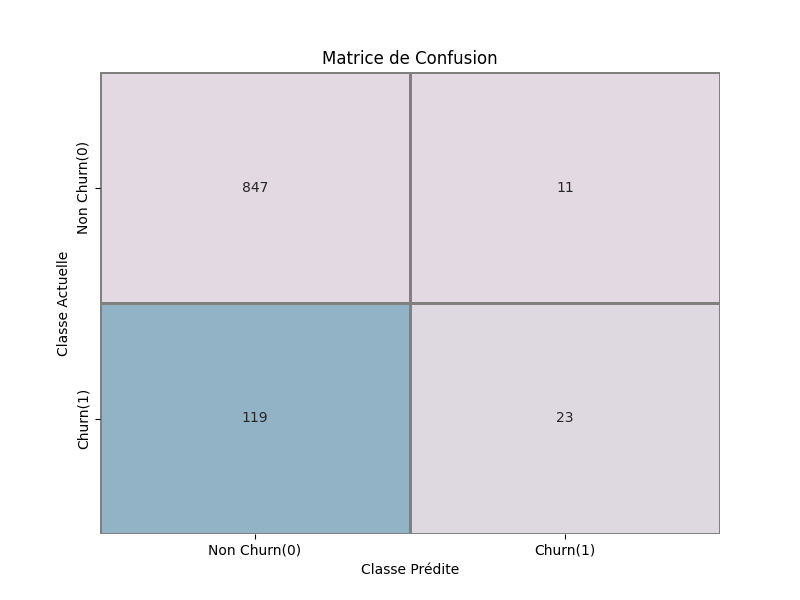 Matrice de Confusion
Non Churn(0)
847
11
Classe Actuelle
Churn(1)
119
23
Non Churn(0)
Churn(1)
Classe Prédite